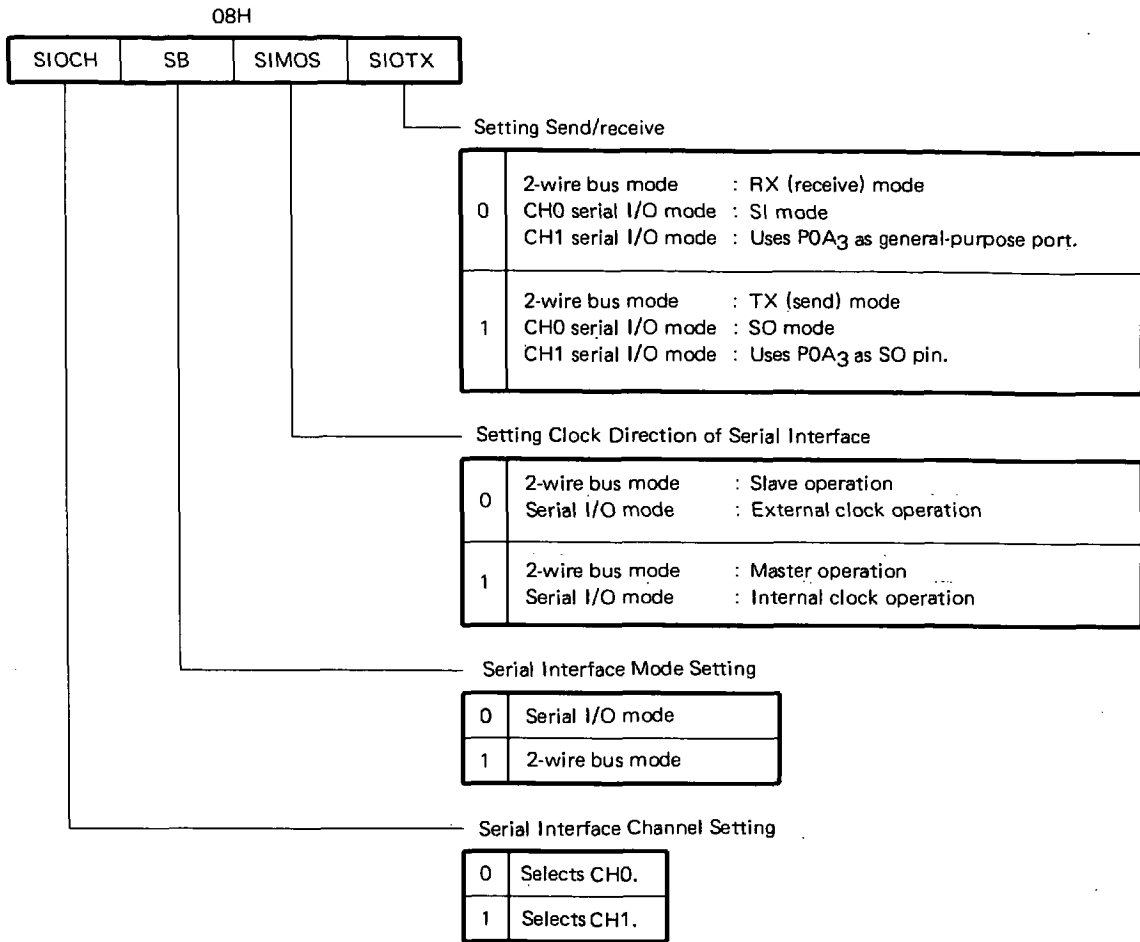 08H
SIOCH SB SIMOS SIOTX
Setting Send/receive
0
2-wire bus mode : RX (receive) mode
CH0 serial I/O mode : SI mode
CH1 serial I/O mode : Uses P0A3 as general-purpose port.
1
2-wire bus mode : TX (send) mode
CH0 serial I/O mode : SO mode
CH1 serial I/O mode : Uses P0A3 as SO pin.
Setting Clock Direction of Serial Interface
0
2-wire bus mode : Slave operation
Serial I/O mode : External clock operation
1
2-wire bus mode : Master operation
Serial I/O mode : Internal clock operation
Serial Interface Mode Setting
0 Serial I/O mode
1 2-wire bus mode
Serial Interface Channel Setting
0 Selects CH0.
1 Selects CH1.